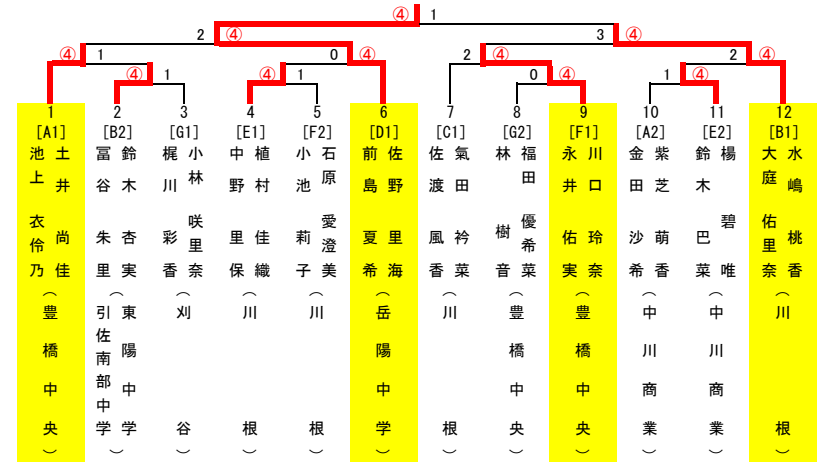 ④ 1
2 ④ 3 ④
④ 1 0 ④ 2 ④ 2 ④
④ 1 ④ 1 0 ④ 1 ④
1 2 3 4 5 6 7 8 9 10 11 12
[A1] [B2] [G1] [E1] [F2] [D1] [C1] [G2] [F1] [A2] [E2] [B1]
土井 尚佳
池上 衣伶乃
(豊橋中央)
鈴木 杏実
冨谷 朱里
(東陽中学
引佐南部中学)
小林 咲里奈
梶川 彩香
(刈谷)
植村 佳織
中野 里保
(川根)
石原 愛澄美
小池 莉子
(川根)
佐野 里海
前島 夏希
(岳陽中学)
氣田 衿菜
佐渡 風香
(川根)
福田 優希菜
林 樹音
(豊橋中央)
川口 玲奈
永井 佑実
(豊橋中央)
紫芝 萌香
金田 沙希
(中川商業)
楊 碧唯
鈴木 巴菜
(中川商業)
水嶋 桃香
大庭 佑里奈
(川根)